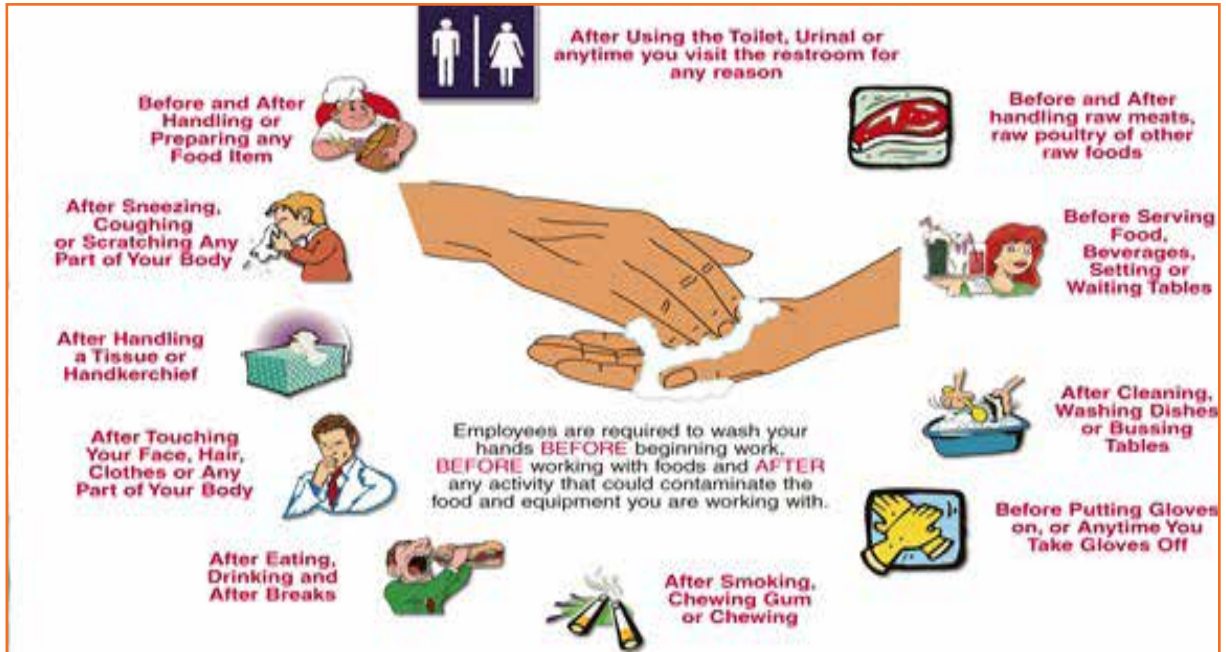 After Using the Toilet, Urinal or
anytime you visit the restroom for
any reason
Before and After
Handling or
Preparing any
Food Item
Before and After
handling raw meats,
raw poultry of other
raw foods
After Sneezing,
Coughing
or Scratching Any
Part of Your Body
Before Serving
Food,
Beverages,
Setting or
Waiting Tables
After Handling
a Tissue or
Handkerchief
After Cleaning,
Washing Dishes
or Bussing
Tables
After Touching
Your Face, Hair,
Clothes or Any
Part of Your Body
Employees are required to wash your
hands BEFORE beginning work,
BEFORE working with foods and AFTER
any activity that could contaminate the
food and equipment you are working with.
Before Putting Gloves
on, or Anytime You
Take Gloves Off
After Eating,
Drinking and
After Breaks
After Smoking,
Chewing Gum
or Chewing